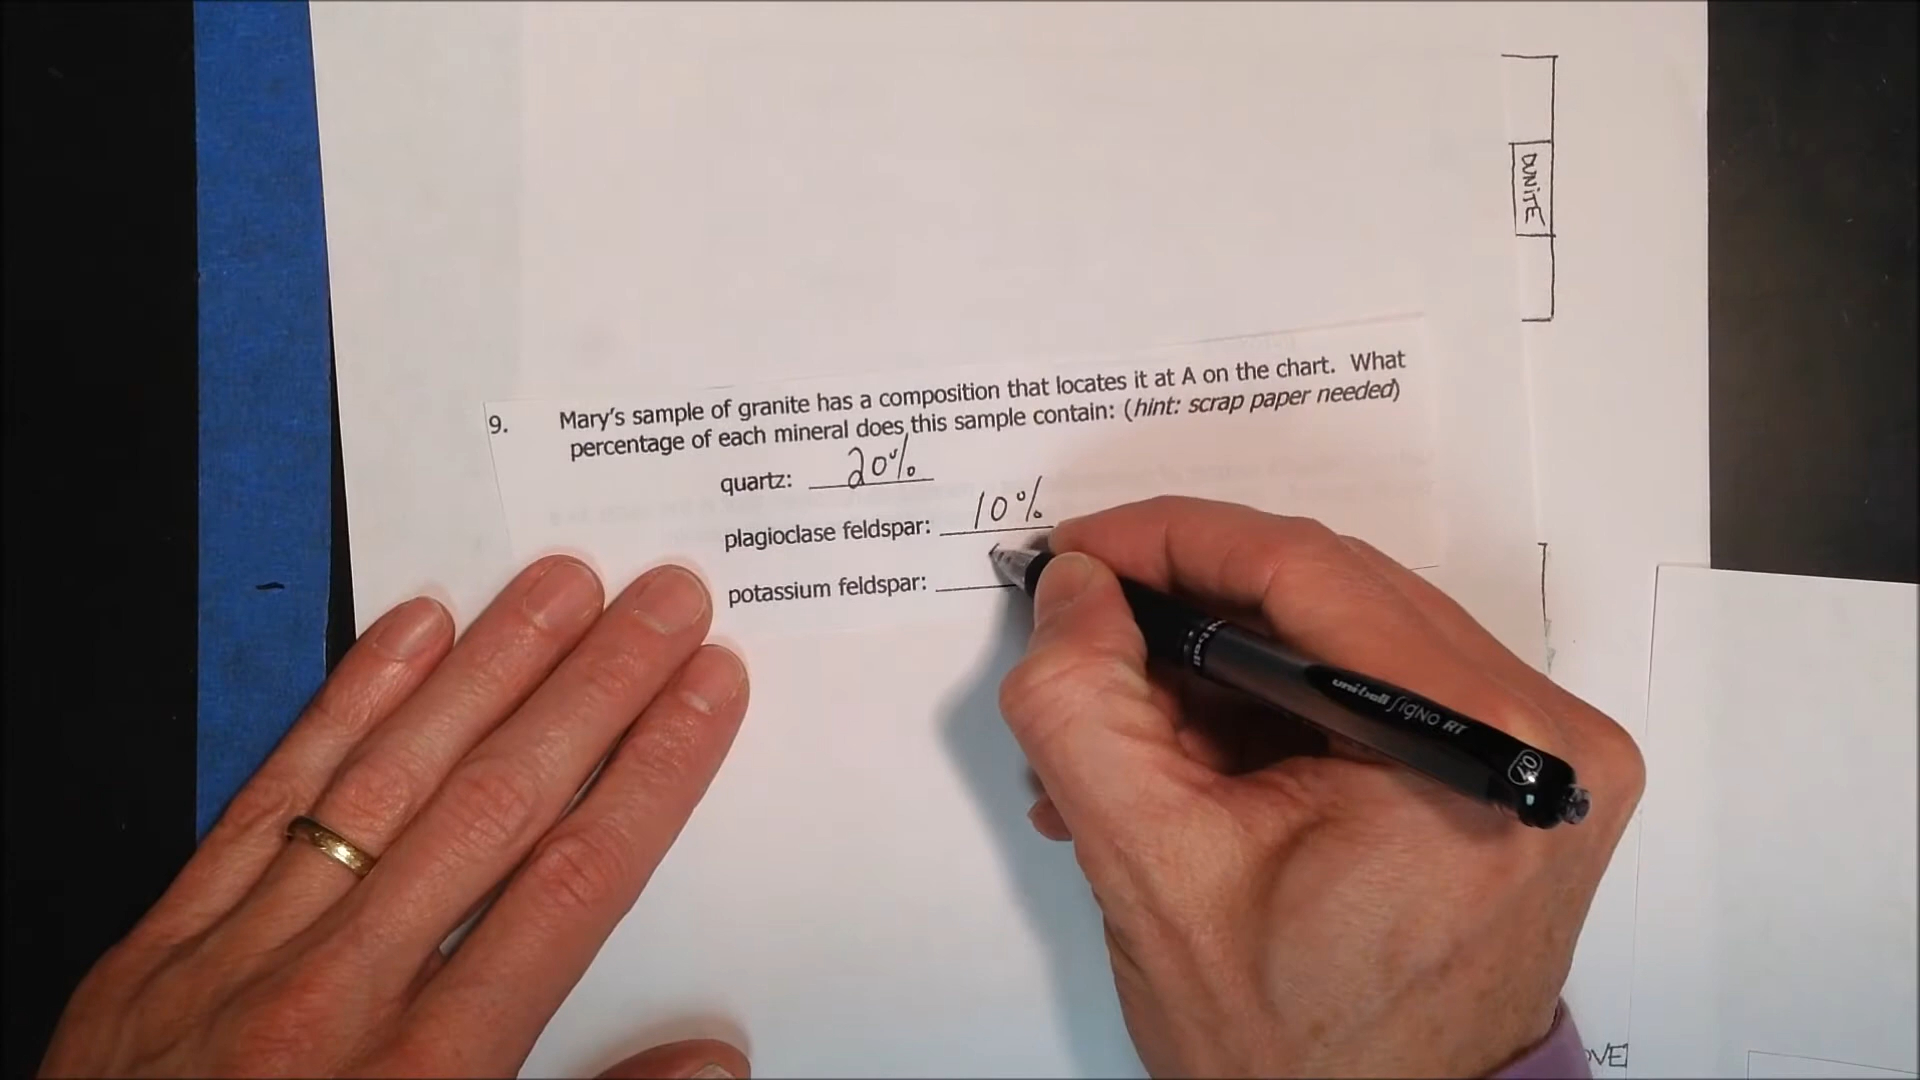 DUNITE
9. Mary's sample of granite has a composition that locates it at A on the chart. What
percentage of each mineral does this sample contain: (hint: scrap paper needed)
quartz: 20%
plagioclase feldspar: 10%
potassium feldspar:
uni-ball SIGNO RT
0.7